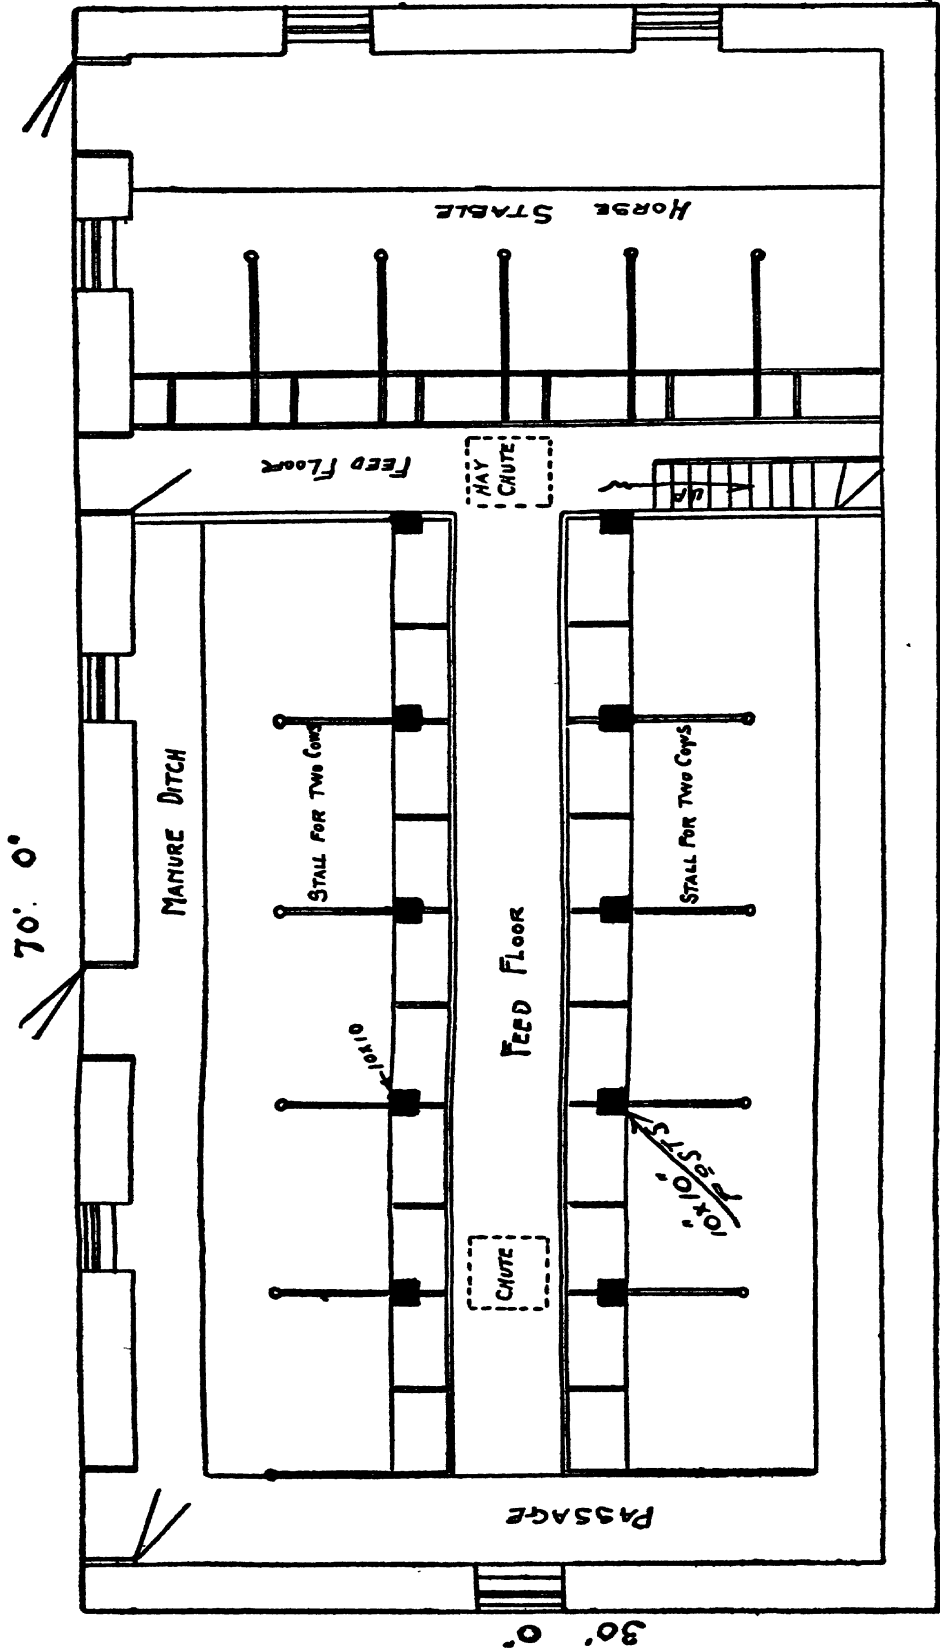 HORSE STABLE
FEED FLOOR
HAY
CHUTE
UP
STALL FOR TWO COWS
STALL FOR TWO COWS
MANURE DITCH
70'. 0"
FEED FLOOR
10x10
10"x10"
POSTS
CHUTE
PASSAGE
30'
0"